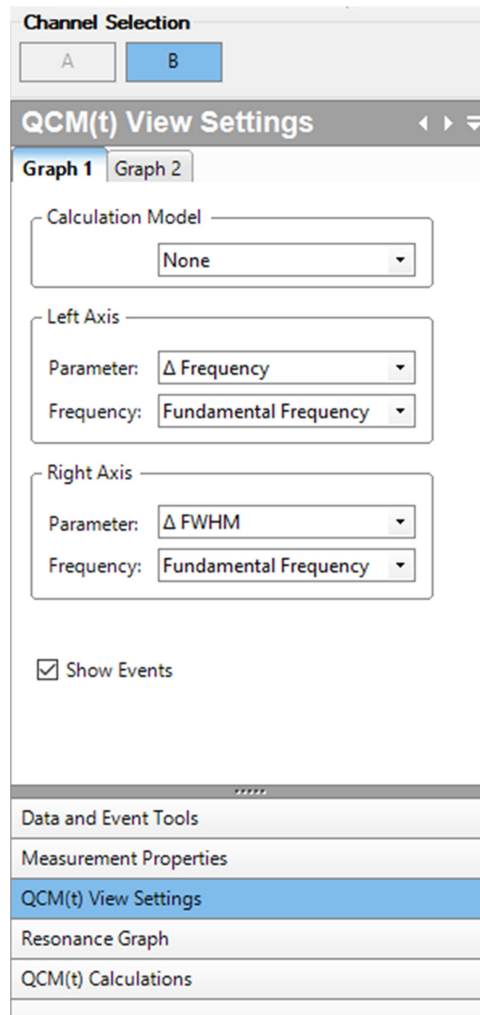 Channel Selection
A B
QCM(t) View Settings
Graph 1 Graph 2
Calculation Model
None
Left Axis
Parameter: Δ Frequency
Frequency: Fundamental Frequency
Right Axis
Parameter: Δ FWHM
Frequency: Fundamental Frequency
Show Events
Data and Event Tools
Measurement Properties
QCM(t) View Settings
Resonance Graph
QCM(t) Calculations